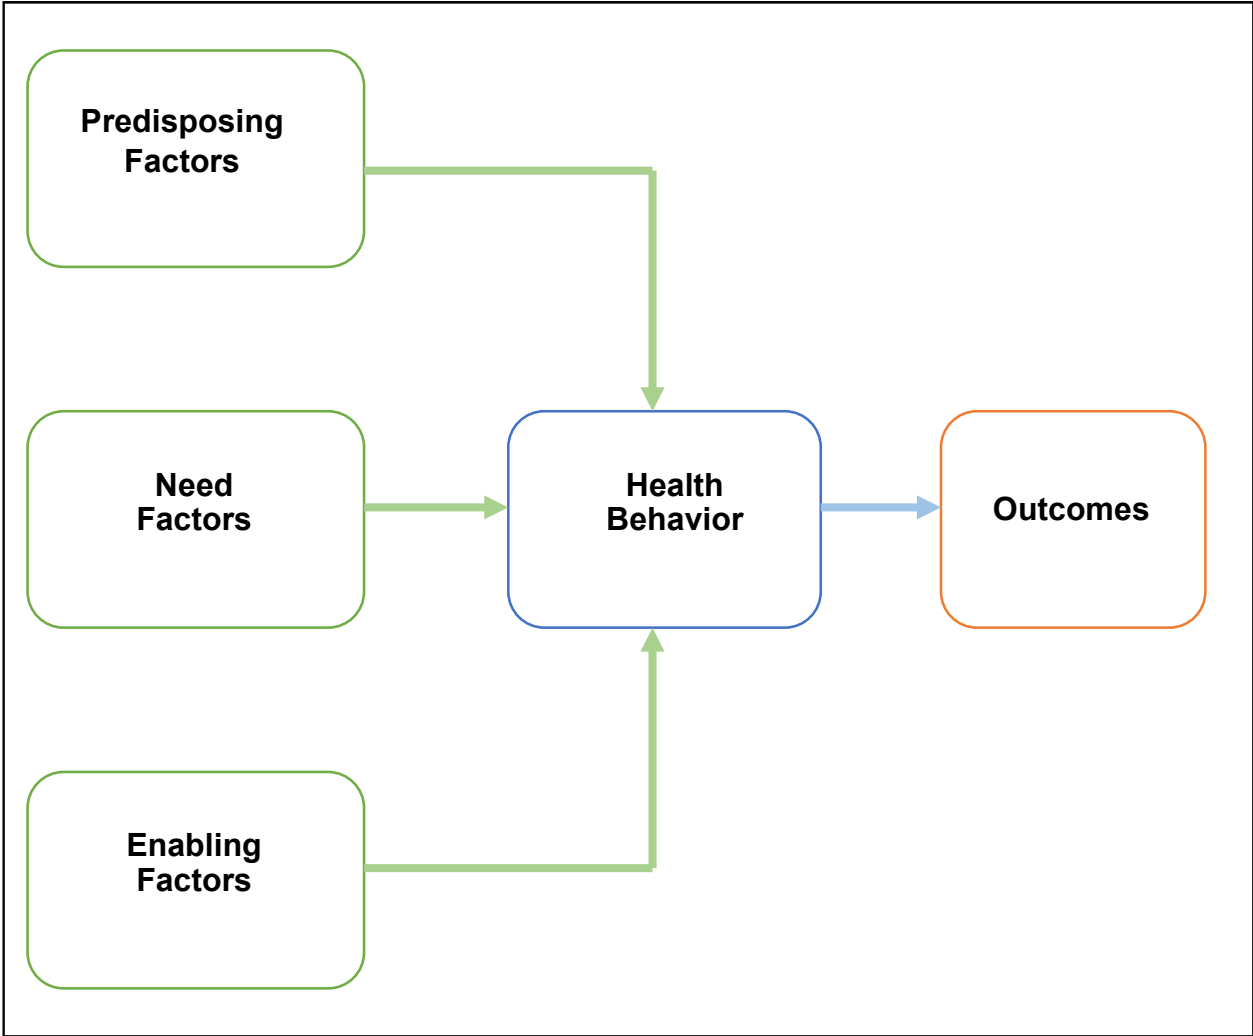 Predisposing
Factors
Need
Factors
Health
Behavior
Outcomes
Enabling
Factors